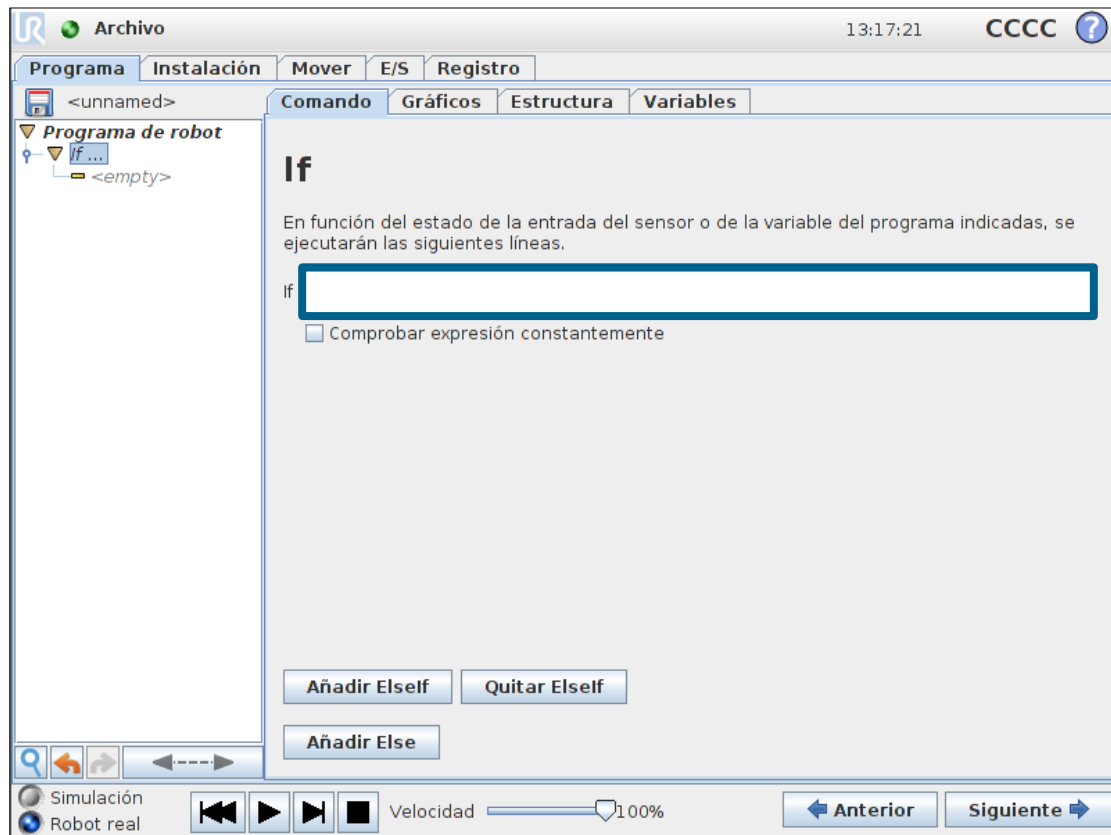 UR Archivo 13:17:21 CCCC ?
Programa Instalación Mover E/S Registro
<unnamed>
Comando Gráficos Estructura Variables
Programa de robot
If ...
<empty>
If
En función del estado de la entrada del sensor o de la variable del programa indicadas, se
ejecutarán las siguientes líneas.
If
Comprobar expresión constantemente
Añadir ElseIf Quitar ElseIf
Añadir Else
Simulación
Robot real
Velocidad 100%
Anterior Siguiente